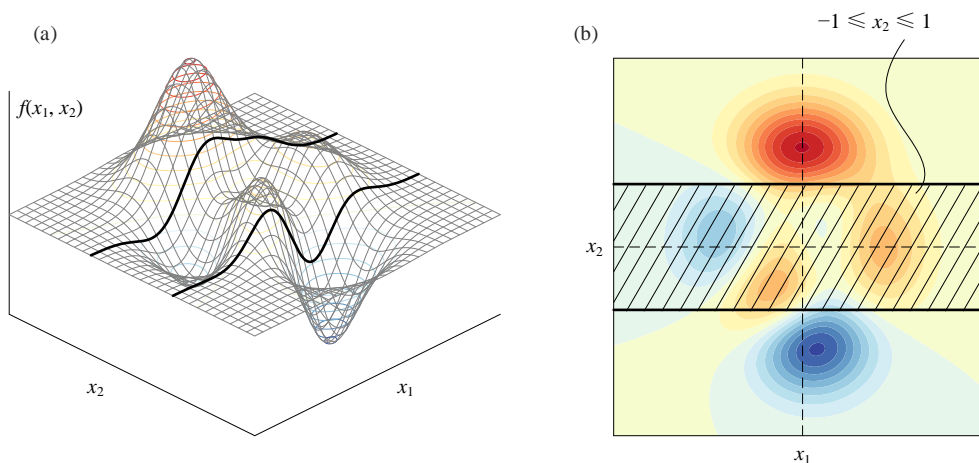 (a)
f(x₁, x₂)
x₂
x₁
(b)
−1 ⩽ x₂ ⩽ 1
x₂
x₁